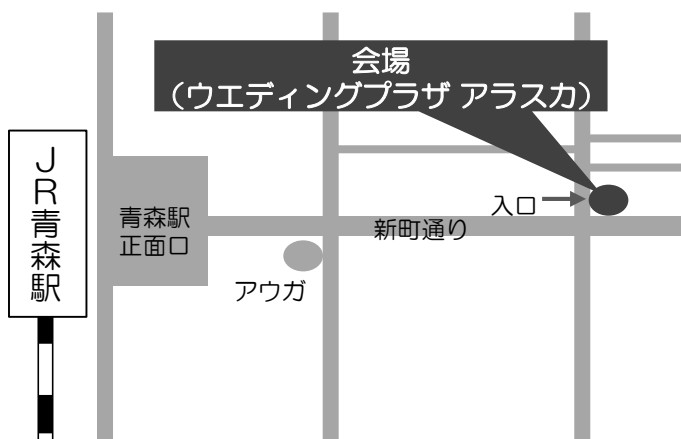 会場
（ウエディングプラザ アラスカ）
JR青森駅
青森駅
正面口
入口
新町通り
アウガ